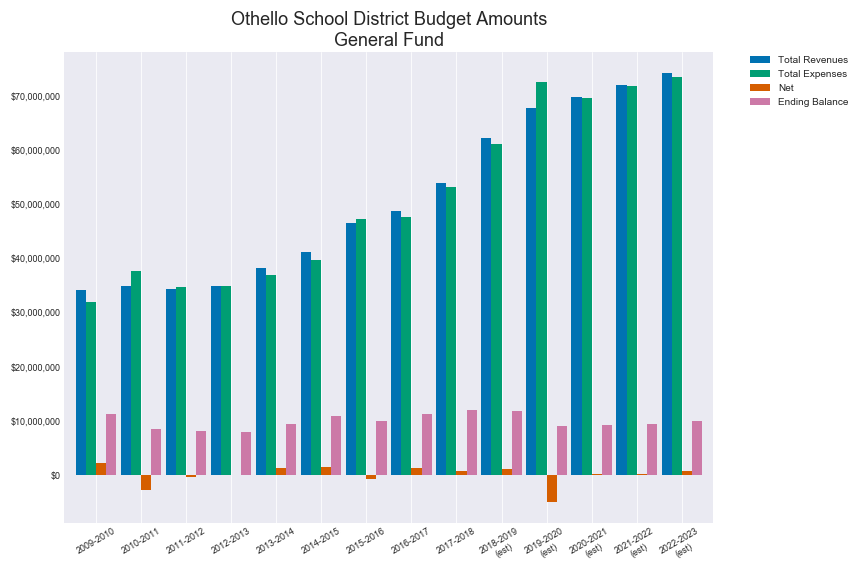 Othello School District Budget Amounts
General Fund
Total Revenues
Total Expenses
Net
Ending Balance
$70,000,000
$60,000,000
$50,000,000
$40,000,000
$30,000,000
$20,000,000
$10,000,000
$0
2009-2010
2010-2011
2011-2012
2012-2013
2013-2014
2014-2015
2015-2016
2016-2017
2017-2018
2018-2019
(est)
2019-2020
(est)
2020-2021
(est)
2021-2022
(est)
2022-2023
(est)